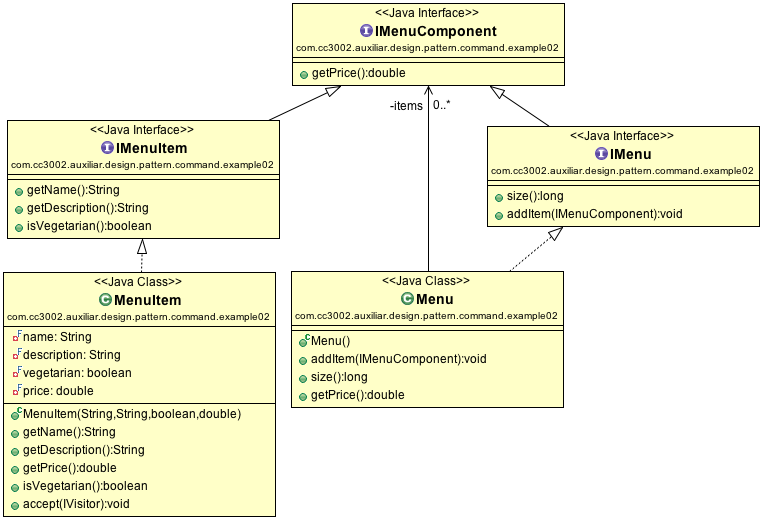 <<Java Interface>>
IMenuComponent
com.cc3002.auxiliar.design.pattern.command.example02
getPrice():double
-items
0..*
<<Java Interface>>
IMenuItem
com.cc3002.auxiliar.design.pattern.command.example02
getName():String
getDescription():String
isVegetarian():boolean
<<Java Interface>>
IMenu
com.cc3002.auxiliar.design.pattern.command.example02
size():long
addItem(IMenuComponent):void
<<Java Class>>
MenuItem
com.cc3002.auxiliar.design.pattern.command.example02
name: String
description: String
vegetarian: boolean
price: double
MenuItem(String,String,boolean,double)
getName():String
getDescription():String
getPrice():double
isVegetarian():boolean
accept(IVisitor):void
<<Java Class>>
Menu
com.cc3002.auxiliar.design.pattern.command.example02
Menu()
addItem(IMenuComponent):void
size():long
getPrice():double